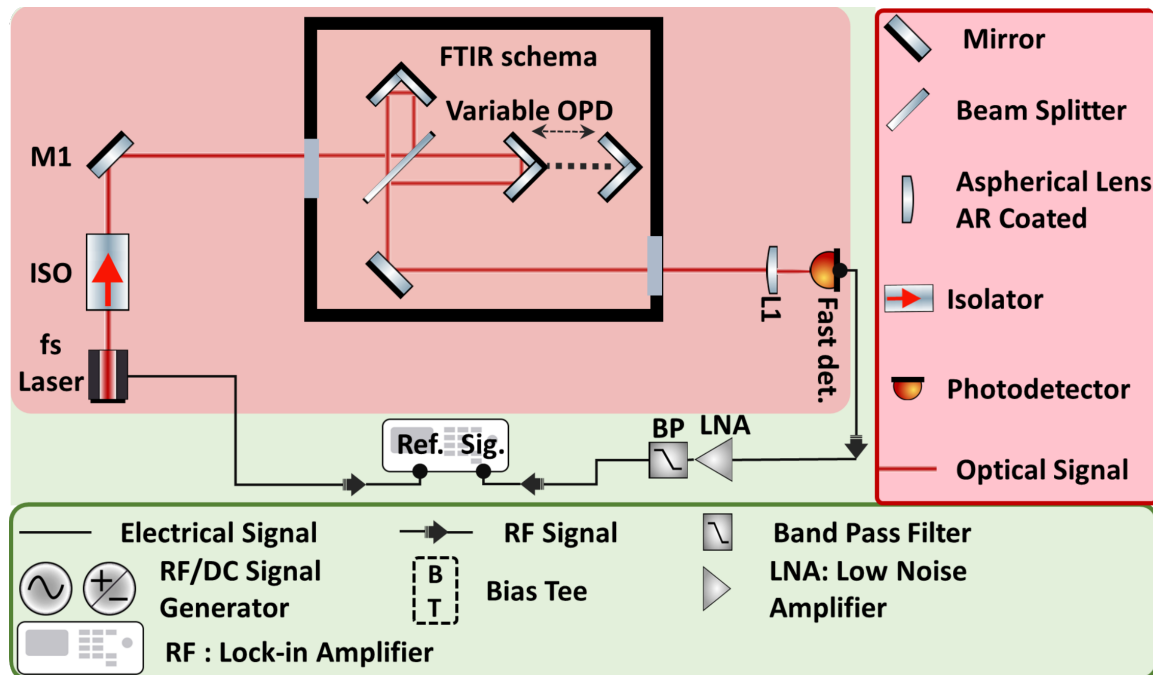 FTIR schema
Variable OPD
M1
ISO
fs
Laser
L1
Fast det.
Ref. Sig.
BP
LNA
Mirror
Beam Splitter
Aspherical Lens
AR Coated
Isolator
Photodetector
Optical Signal
Electrical Signal
RF Signal
Band Pass Filter
RF/DC Signal
Generator
B
T
Bias Tee
LNA: Low Noise
Amplifier
RF : Lock-in Amplifier